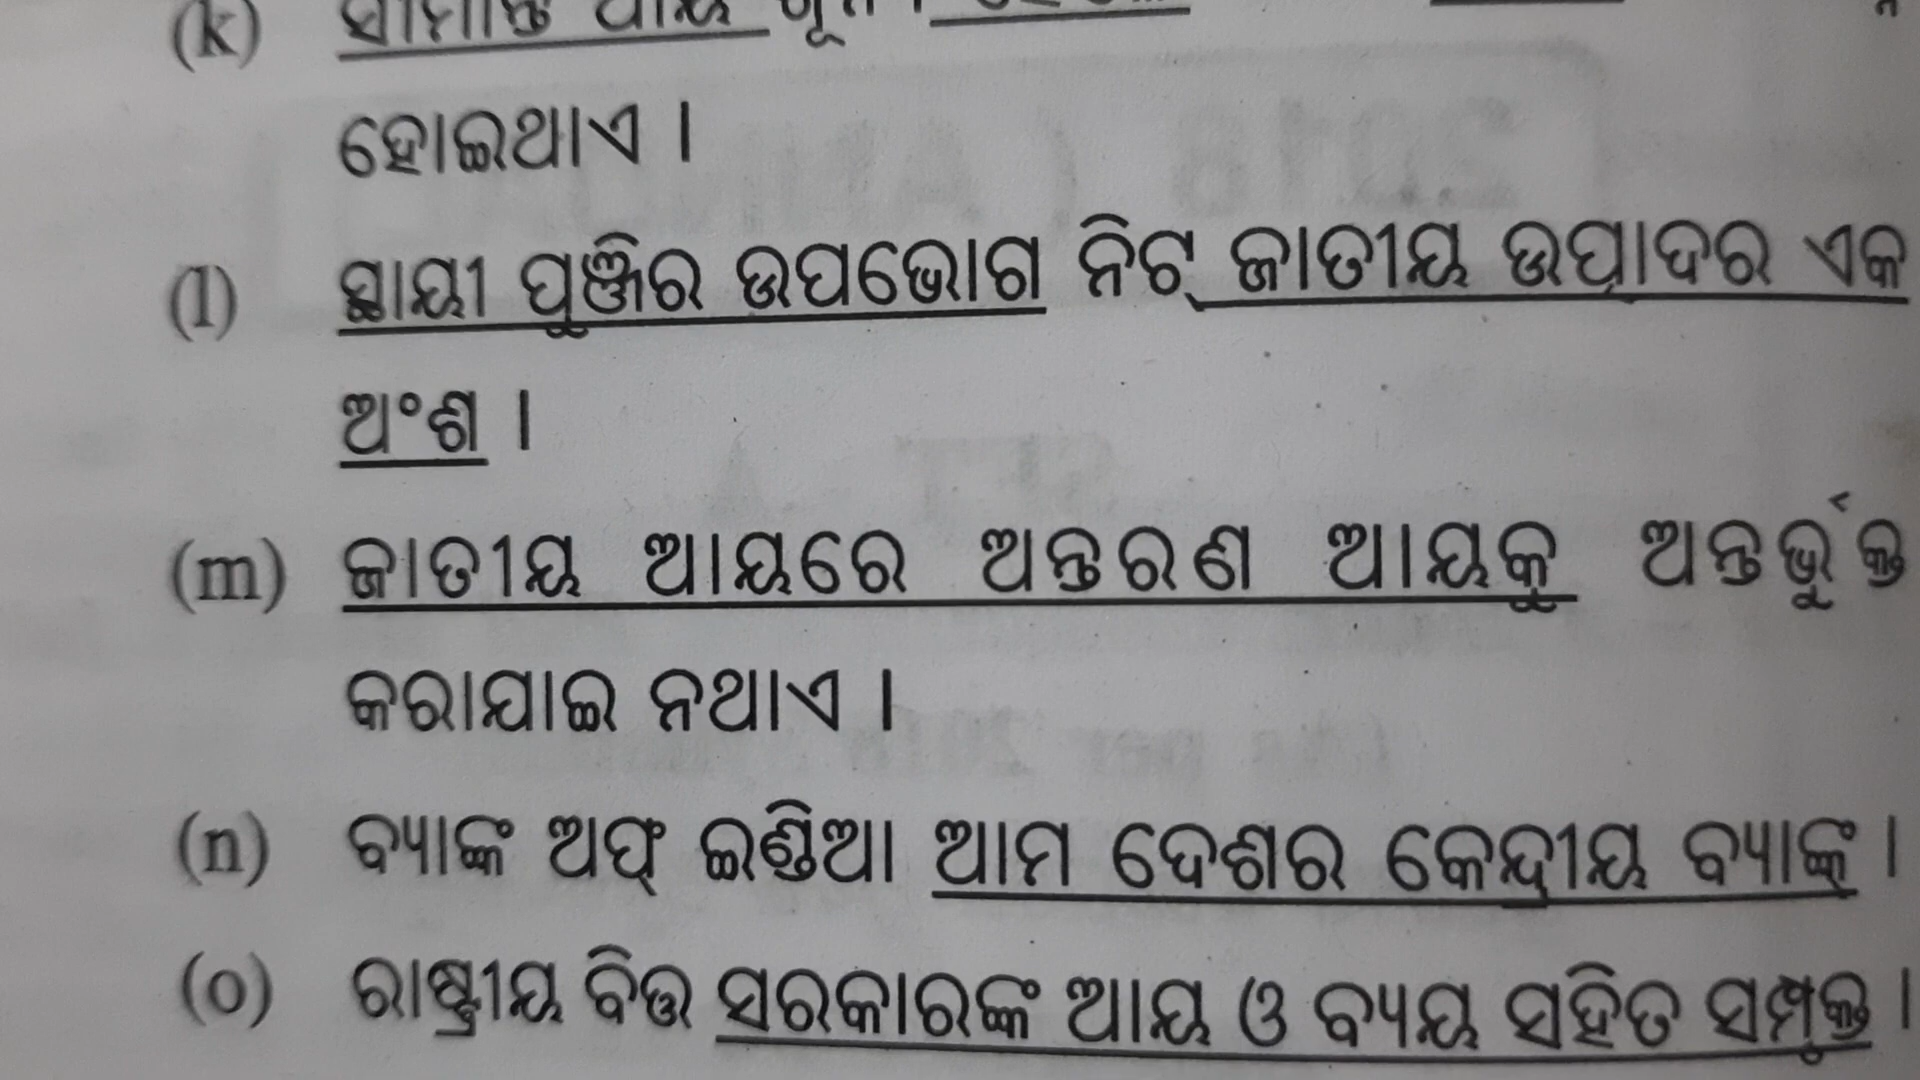 (k) ସୀମାନ୍ତ ଆୟ
ହୋଇଥାଏ ।
(l) ସ୍ଥାୟୀ ପୁଞ୍ଜିର ଉପଭୋଗ ନିଟ୍ ଜାତୀୟ ଉତ୍ପାଦର ଏକ
ଅଂଶ ।
(m) ଜାତୀୟ ଆୟରେ ଅନ୍ତରଣ ଆୟକୁ ଅନ୍ତର୍ଭୁକ୍ତ
କରାଯାଇ ନଥାଏ ।
(n) ବ୍ୟାଙ୍କ ଅଫ୍ ଇଣ୍ଡିଆ ଆମ ଦେଶର କେନ୍ଦ୍ରୀୟ ବ୍ୟାଙ୍କ ।
(o) ରାଷ୍ଟ୍ରୀୟ ବିତ୍ତ ସରକାରଙ୍କ ଆୟ ଓ ବ୍ୟୟ ସହିତ ସମ୍ପୃକ୍ତ ।